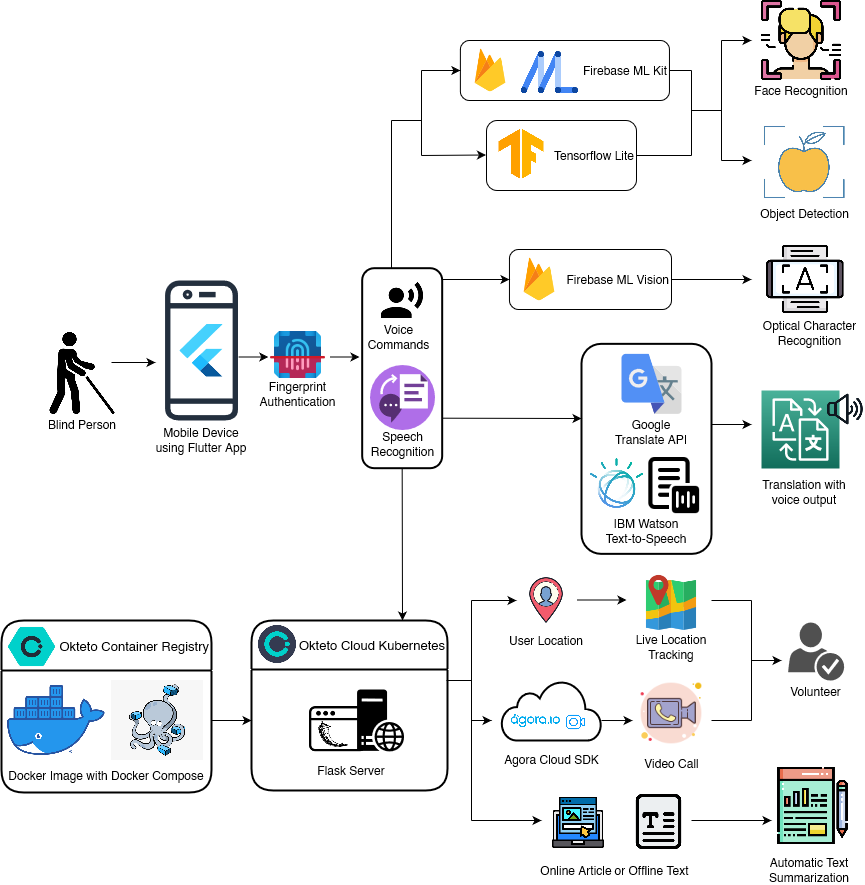 Firebase ML Kit
Face Recognition
Tensorflow Lite
Object Detection
Firebase ML Vision
A
Optical Character
Recognition
Voice
Commands
Speech
Recognition
Fingerprint
Authentication
Blind Person
Mobile Device
using Flutter App
G
文
Google
Translate API
IBM Watson
Text-to-Speech
A
文
Translation with
voice output
Okteto Container Registry
Docker Image with Docker Compose
Okteto Cloud Kubernetes
Flask Server
User Location
Live Location
Tracking
Volunteer
agora.io
Agora Cloud SDK
Video Call
T
Online Article or Offline Text
Automatic Text
Summarization